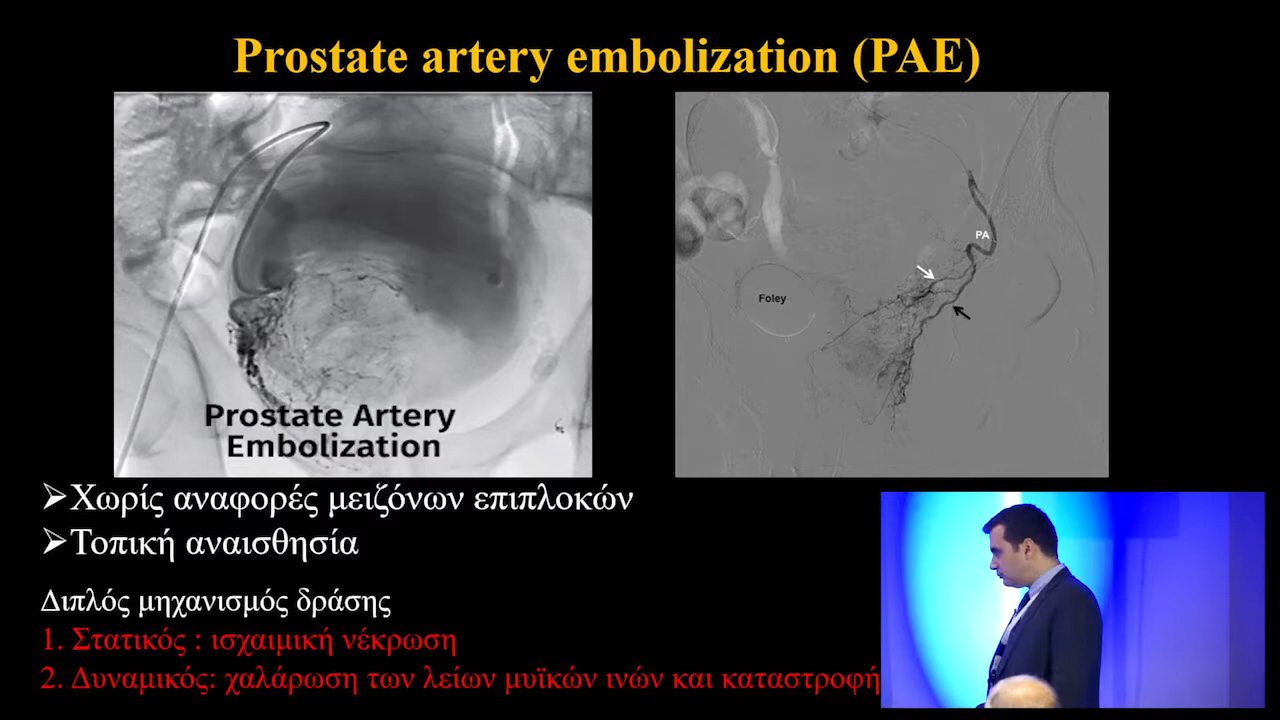 Prostate artery embolization (PAE)
Prostate Artery
Embolization
PA
Foley
➢Χωρίς αναφορές μειζόνων επιπλοκών
➢Τοπική αναισθησία
Διπλός μηχανισμός δράσης
1. Στατικός : ισχαιμική νέκρωση
2. Δυναμικός: χαλάρωση των λείων μυϊκών ινών και καταστροφή